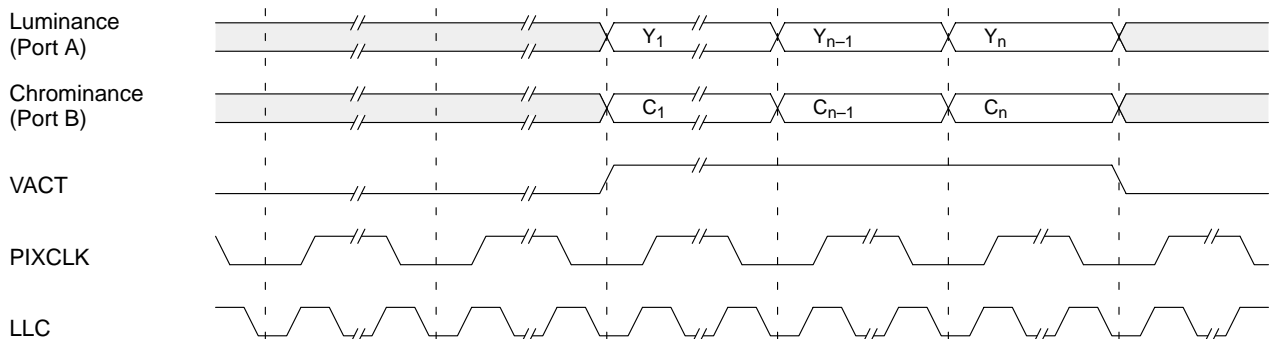 Luminance
(Port A)
Y1 Yn–1 Yn
Chrominance
(Port B)
C1 Cn–1 Cn
VACT
PIXCLK
LLC